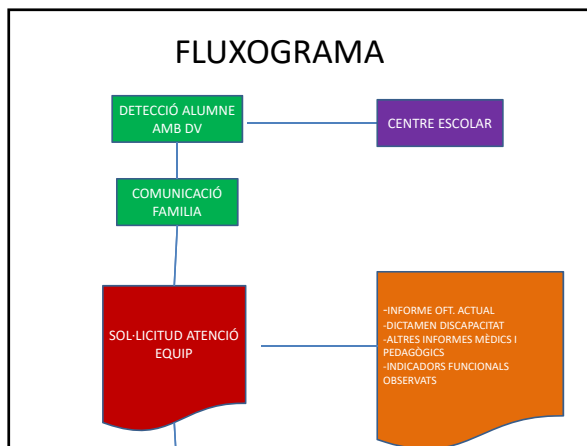 FLUXOGRAMA
DETECCIÓ ALUMNE
AMB DV
CENTRE ESCOLAR
COMUNICACIÓ
FAMILIA
SOL·LICITUD ATENCIÓ
EQUIP
-INFORME OFT. ACTUAL
-DICTAMEN DISCAPACITAT
-ALTRES INFORMES MÈDICS I
PEDAGÒGICS
-INDICADORS FUNCIONALS
OBSERVATS